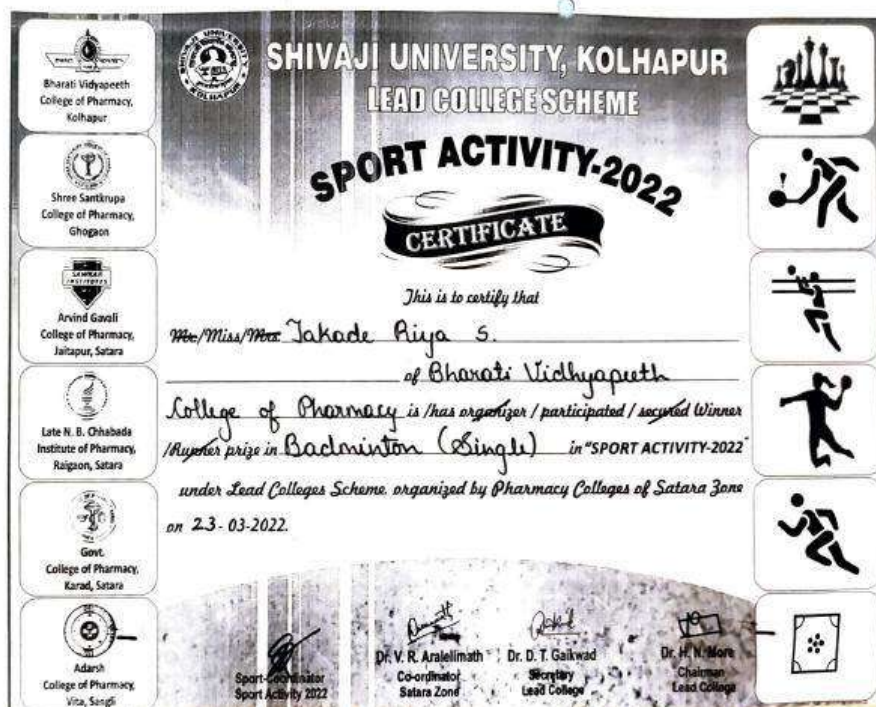 SHIVAJI UNIVERSITY, KOLHAPUR
LEAD COLLEGE SCHEME
SPORT ACTIVITY-2022
CERTIFICATE
This is to certify that
Mr./Miss/Mrs. Takade Riya S.
of Bharati Vidhyapeeth
College of Pharmacy is /has organizer / participated / secured Winner
/Runner prize in Badminton (Single) in "SPORT ACTIVITY-2022"
under Lead Colleges Scheme. organized by Pharmacy Colleges of Satara Zone
on 23-03-2022.
Bharati Vidyapeeth
College of Pharmacy,
Kolhapur
Shree Santkrupa
College of Pharmacy,
Ghogaon
Arvind Gavali
College of Pharmacy,
Jaitapur, Satara
Late N. B. Chhabada
Institute of Pharmacy,
Raigaon, Satara
Govt.
College of Pharmacy,
Karad, Satara
Adarsh
College of Pharmacy,
Vita, Sangli
Sport-Coordinator
Sport Activity 2022
Dr. V. R. Aralelimath
Co-ordinator
Satara Zone
Dr. D. T. Gaikwad
Secretary
Lead College
Dr. H. N. More
Chairman
Lead College